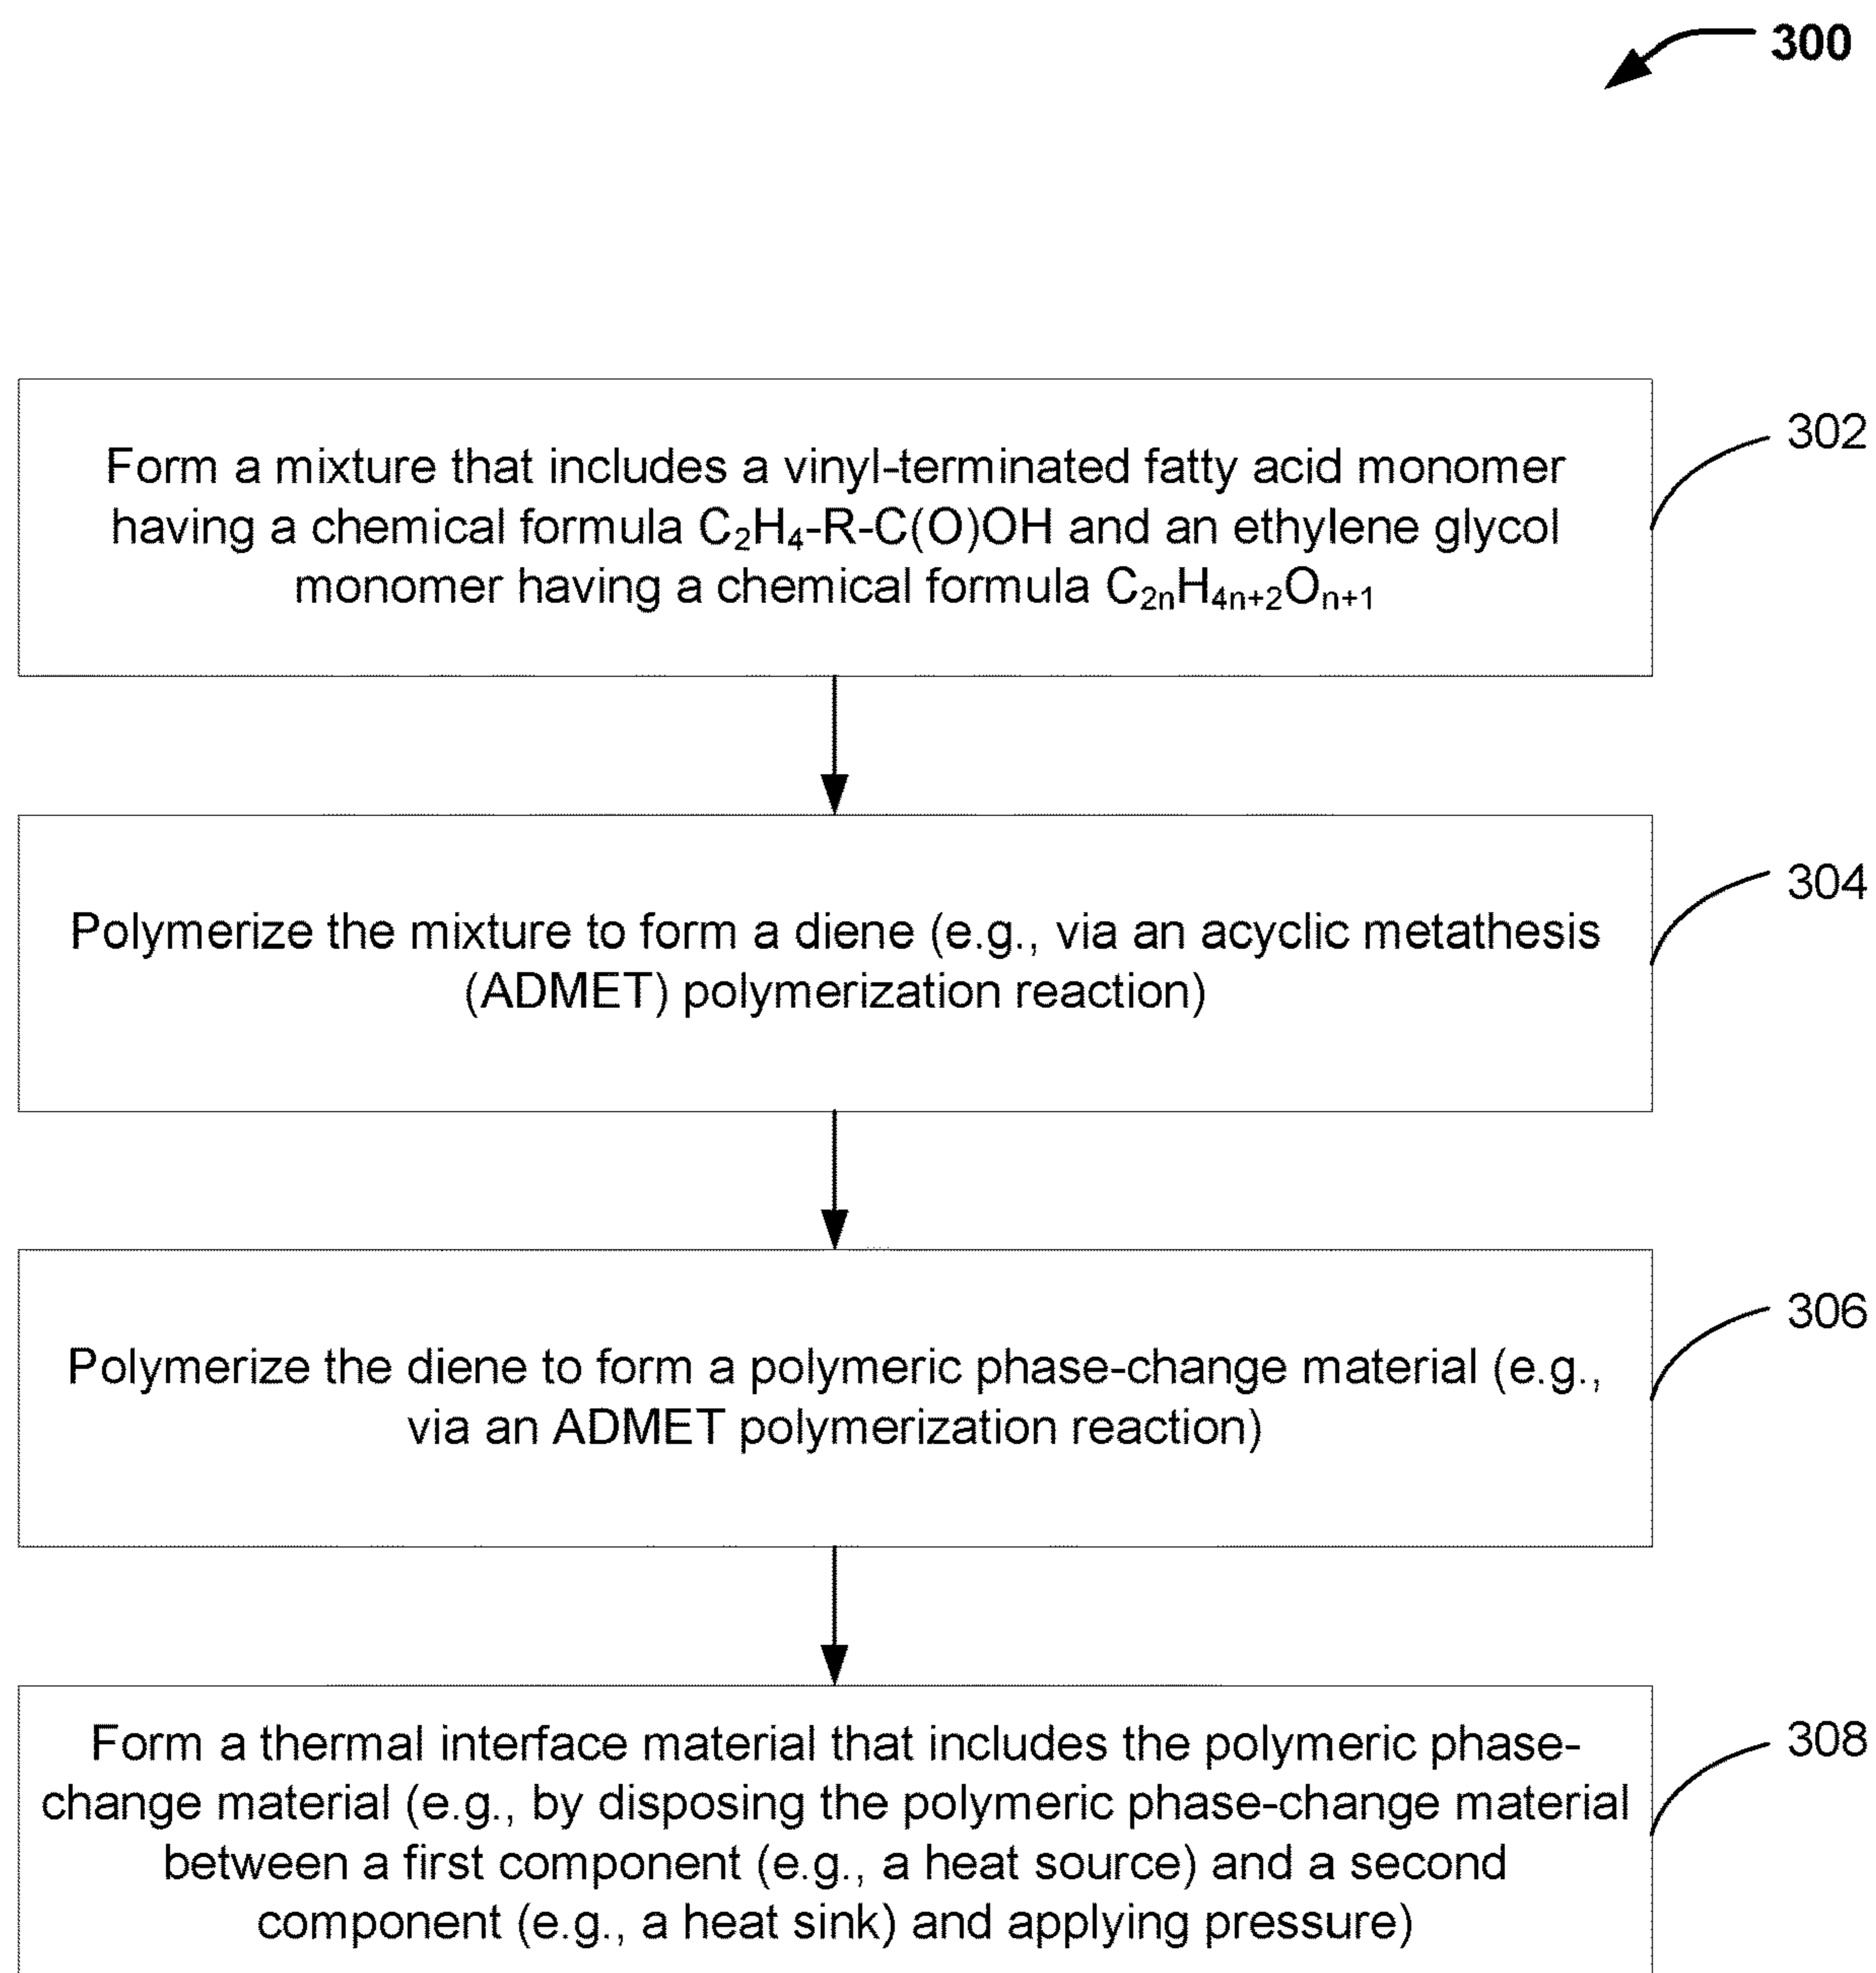 300
Form a mixture that includes a vinyl-terminated fatty acid monomer
having a chemical formula C₂H₄-R-C(O)OH and an ethylene glycol
monomer having a chemical formula C₂ₙH₄ₙ₊₂Oₙ₊₁
302
Polymerize the mixture to form a diene (e.g., via an acyclic metathesis
(ADMET) polymerization reaction)
304
Polymerize the diene to form a polymeric phase-change material (e.g.,
via an ADMET polymerization reaction)
306
Form a thermal interface material that includes the polymeric phase-
change material (e.g., by disposing the polymeric phase-change material
between a first component (e.g., a heat source) and a second
component (e.g., a heat sink) and applying pressure)
308